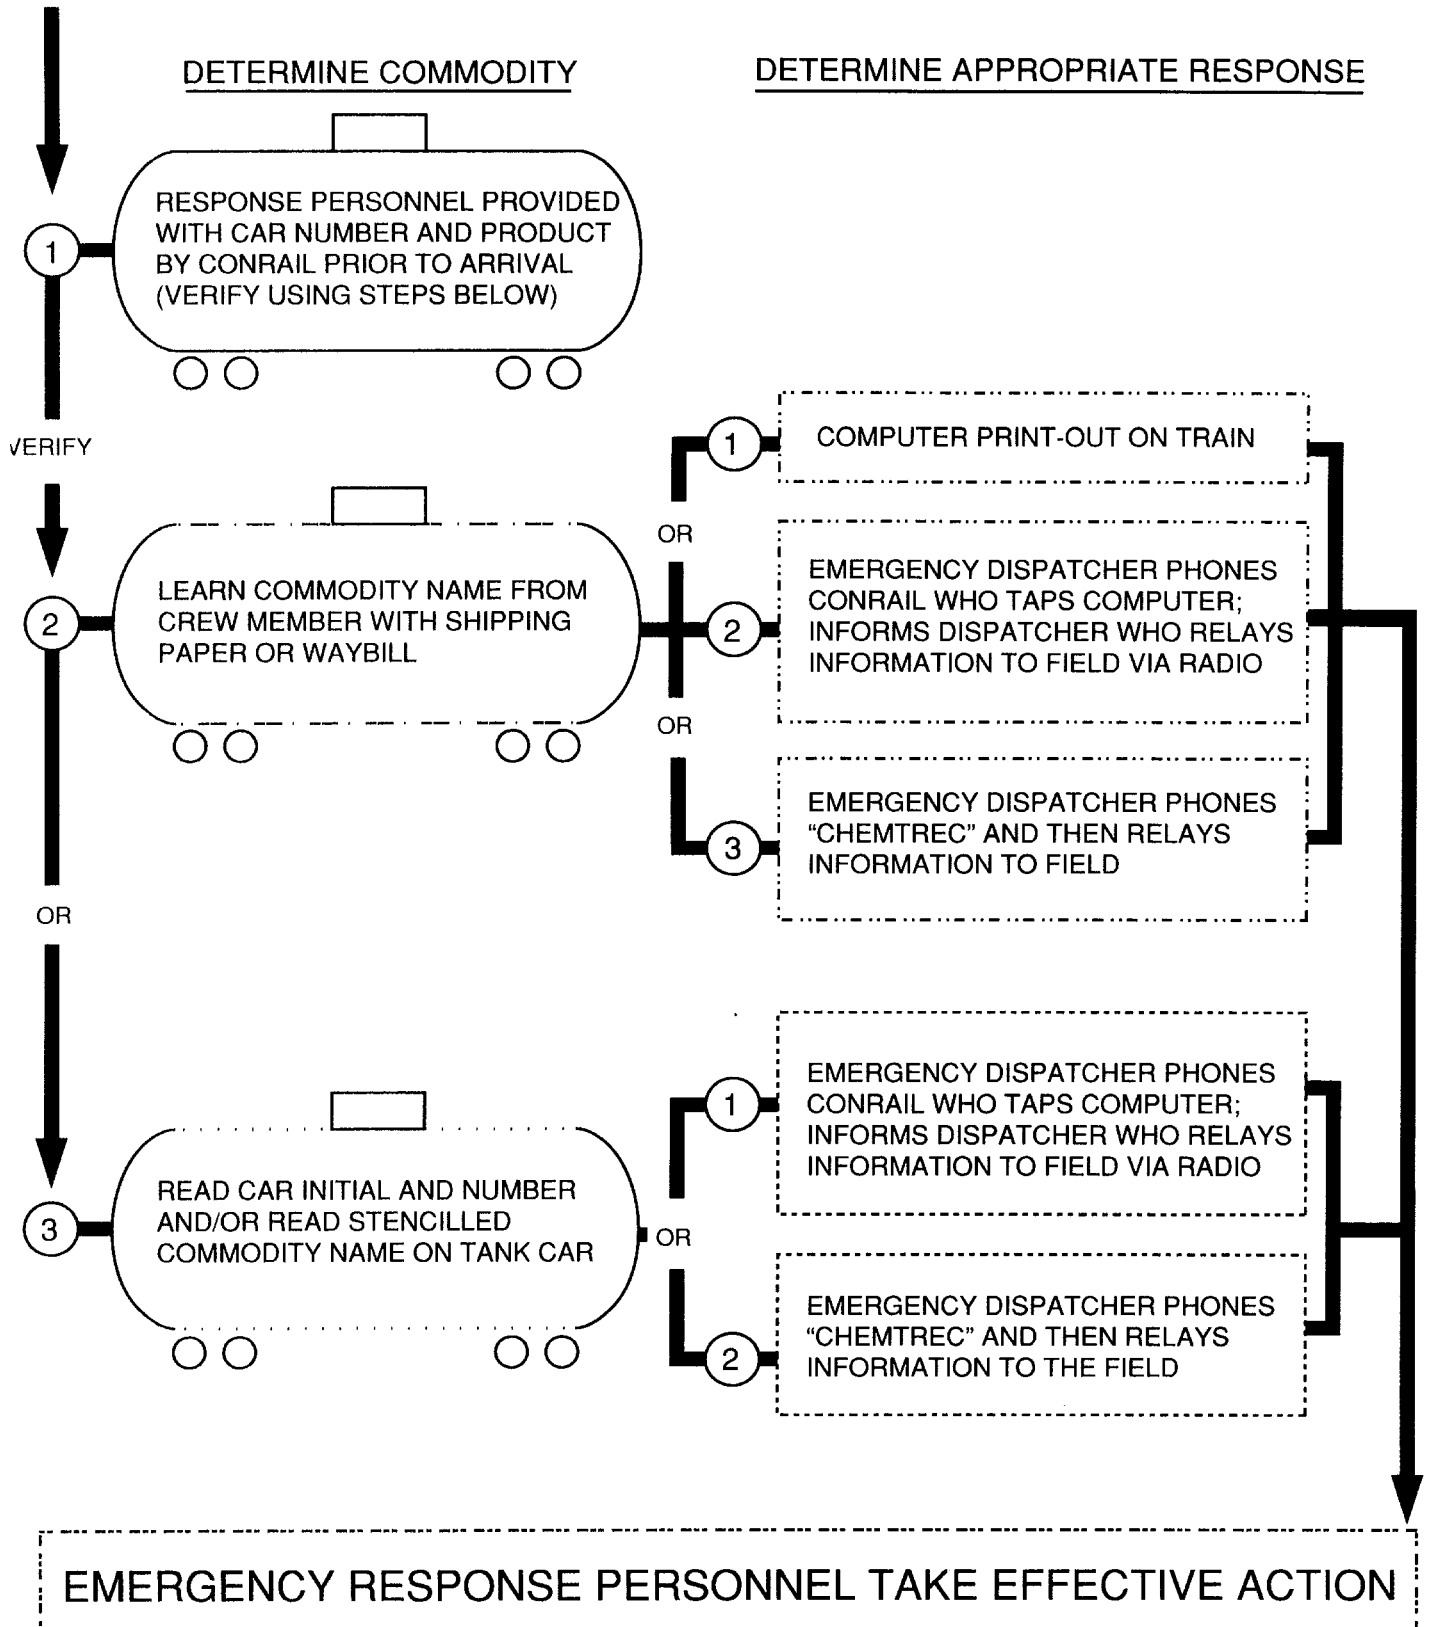 DETERMINE COMMODITY
DETERMINE APPROPRIATE RESPONSE
1
RESPONSE PERSONNEL PROVIDED
WITH CAR NUMBER AND PRODUCT
BY CONRAIL PRIOR TO ARRIVAL
(VERIFY USING STEPS BELOW)
VERIFY
2
LEARN COMMODITY NAME FROM
CREW MEMBER WITH SHIPPING
PAPER OR WAYBILL
1
COMPUTER PRINT-OUT ON TRAIN
OR
2
EMERGENCY DISPATCHER PHONES
CONRAIL WHO TAPS COMPUTER;
INFORMS DISPATCHER WHO RELAYS
INFORMATION TO FIELD VIA RADIO
OR
3
EMERGENCY DISPATCHER PHONES
“CHEMTREC” AND THEN RELAYS
INFORMATION TO FIELD
OR
3
READ CAR INITIAL AND NUMBER
AND/OR READ STENCILLED
COMMODITY NAME ON TANK CAR
1
EMERGENCY DISPATCHER PHONES
CONRAIL WHO TAPS COMPUTER;
INFORMS DISPATCHER WHO RELAYS
INFORMATION TO FIELD VIA RADIO
OR
2
EMERGENCY DISPATCHER PHONES
“CHEMTREC” AND THEN RELAYS
INFORMATION TO THE FIELD
EMERGENCY RESPONSE PERSONNEL TAKE EFFECTIVE ACTION